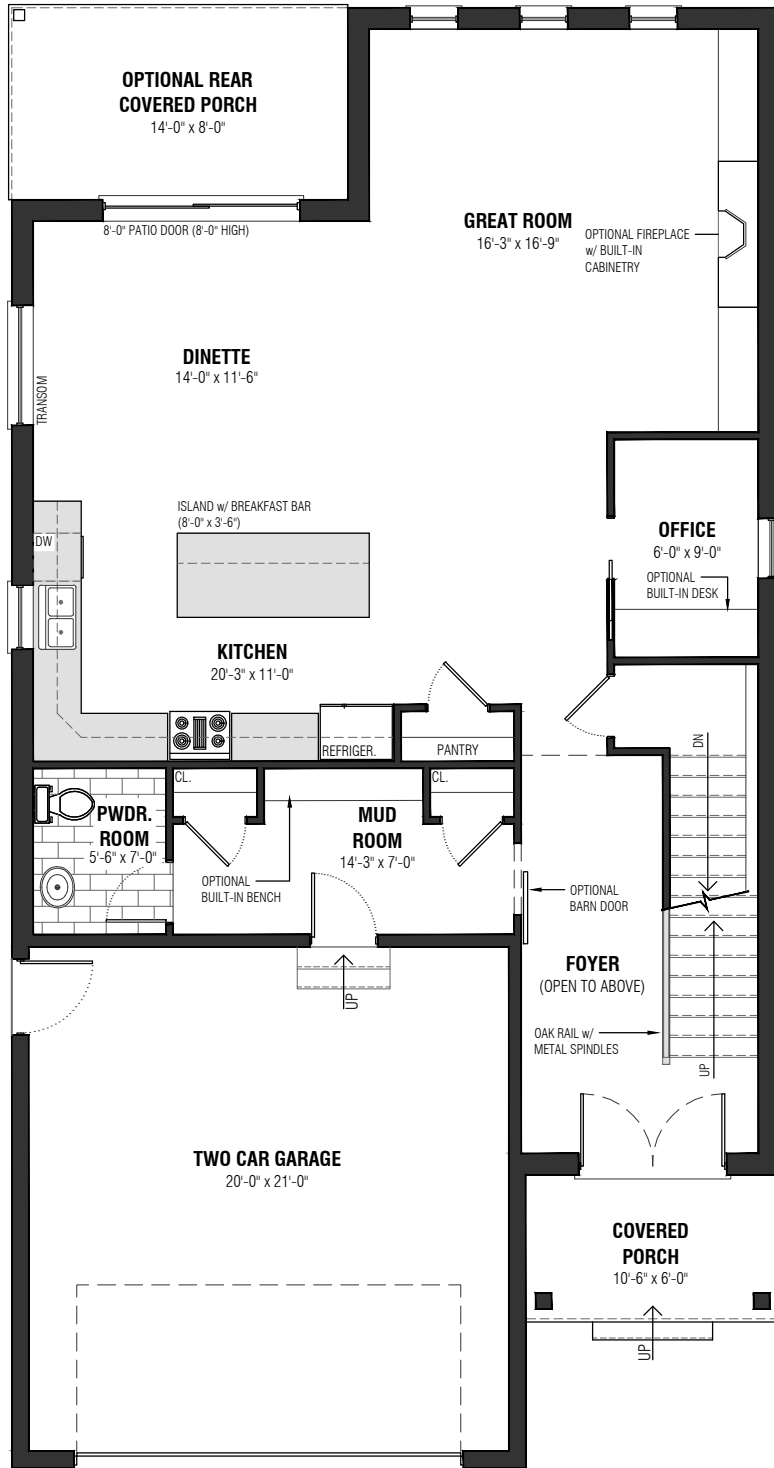 OPTIONAL REAR
COVERED PORCH
14'-0" x 8'-0"
8'-0" PATIO DOOR (8'-0" HIGH)
GREAT ROOM
16'-3" x 16'-9"
OPTIONAL FIREPLACE
w/ BUILT-IN
CABINETRY
DINETTE
14'-0" x 11'-6"
TRANSOM
ISLAND w/ BREAKFAST BAR
(8'-0" x 3'-6")
DW
OFFICE
6'-0" x 9'-0"
OPTIONAL
BUILT-IN DESK
KITCHEN
20'-3" x 11'-0"
REFRIGER.
PANTRY
DN
CL.
CL.
PWDR.
ROOM
5'-6" x 7'-0"
MUD
ROOM
14'-3" x 7'-0"
OPTIONAL
BUILT-IN BENCH
OPTIONAL
BARN DOOR
FOYER
(OPEN TO ABOVE)
UP
OAK RAIL w/
METAL SPINDLES
UP
TWO CAR GARAGE
20'-0" x 21'-0"
COVERED
PORCH
10'-6" x 6'-0"
UP